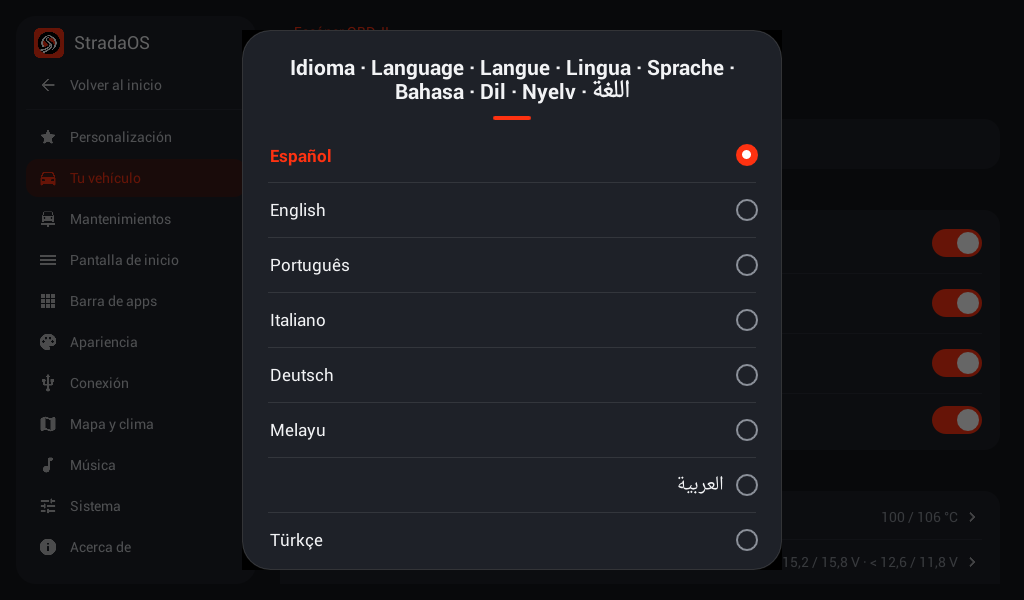 StradaOS
Volver al inicio
Personalización
Tu vehículo
Mantenimientos
Pantalla de inicio
Barra de apps
Apariencia
Conexión
Mapa y clima
Música
Sistema
Acerca de
Idioma · Language · Langue · Lingua · Sprache ·
Bahasa · Dil · Nyelv · اللغة
Español
English
Português
Italiano
Deutsch
Melayu
العربية
Türkçe
100 / 106 °C
15,2 / 15,8 V · < 12,6 / 11,8 V